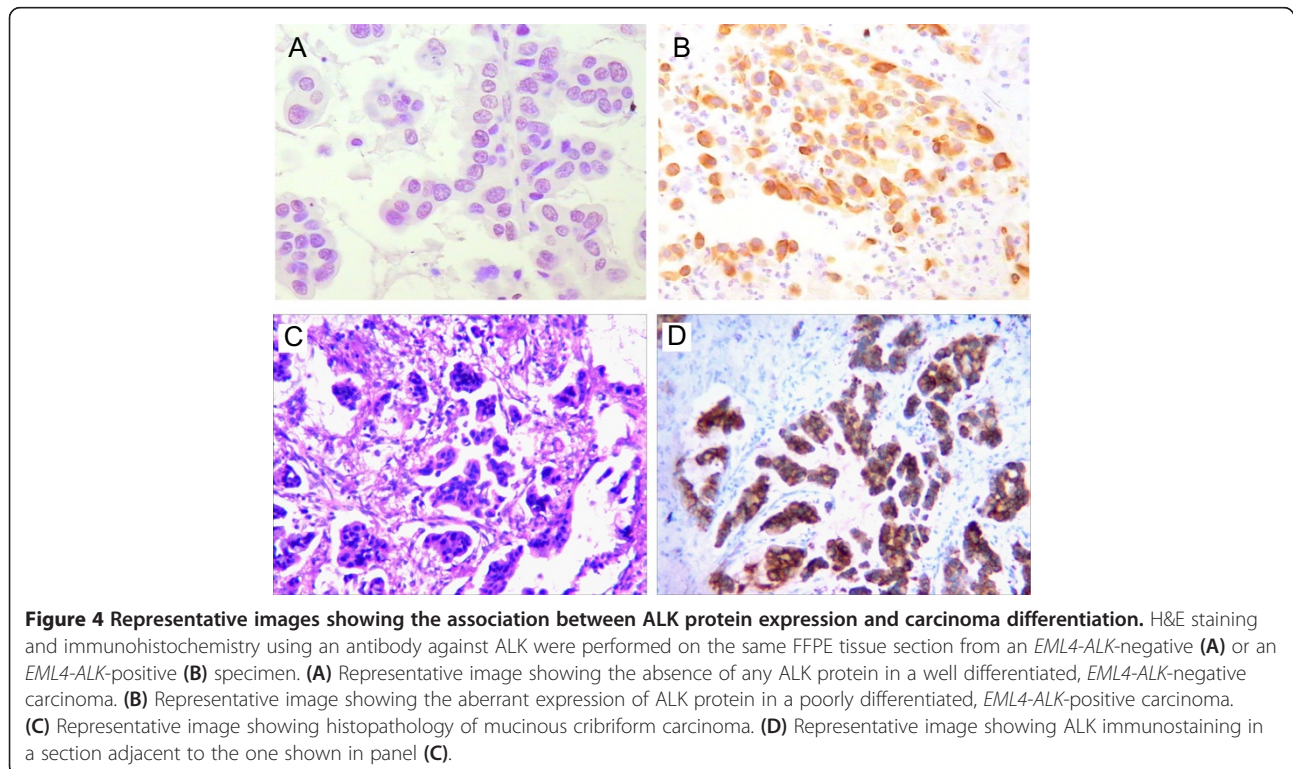 A
B
C
D
Figure 4 Representative images showing the association between ALK protein expression and carcinoma differentiation. H&E staining
and immunohistochemistry using an antibody against ALK were performed on the same FFPE tissue section from an EML4-ALK-negative (A) or an
EML4-ALK-positive (B) specimen. (A) Representative image showing the absence of any ALK protein in a well differentiated, EML4-ALK-negative
carcinoma. (B) Representative image showing the aberrant expression of ALK protein in a poorly differentiated, EML4-ALK-positive carcinoma.
(C) Representative image showing histopathology of mucinous cribriform carcinoma. (D) Representative image showing ALK immunostaining in
a section adjacent to the one shown in panel (C).